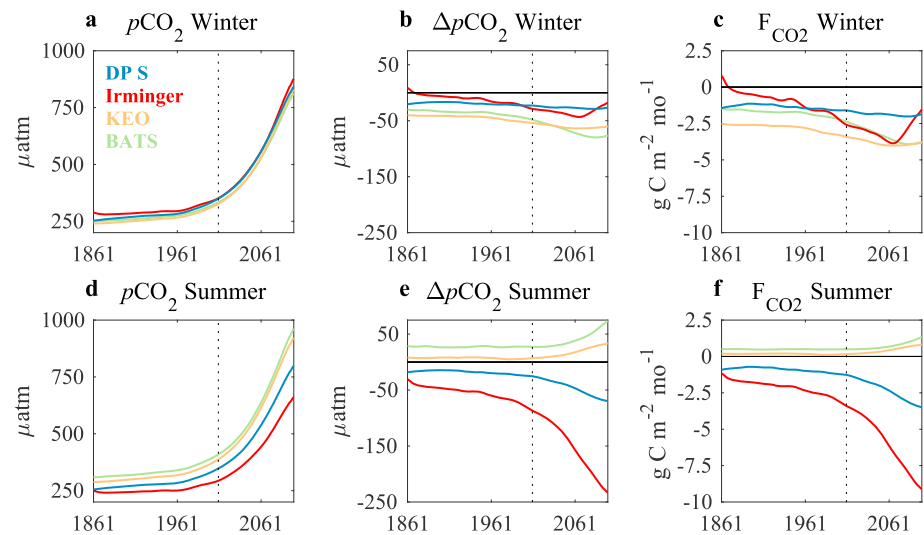 a pCO2 Winter
b ΔpCO2 Winter
c FCO2 Winter
1000
750
500
250
μatm
DP S
Irminger
KEO
BATS
1861 1961 2061
50
-50
-150
-250
μatm
1861 1961 2061
2.5
0
-2.5
-5
-7.5
-10
g C m-2 mo-1
1861 1961 2061
d pCO2 Summer
e ΔpCO2 Summer
f FCO2 Summer
1000
750
500
250
μatm
1861 1961 2061
50
-50
-150
-250
μatm
1861 1961 2061
2.5
0
-2.5
-5
-7.5
-10
g C m-2 mo-1
1861 1961 2061